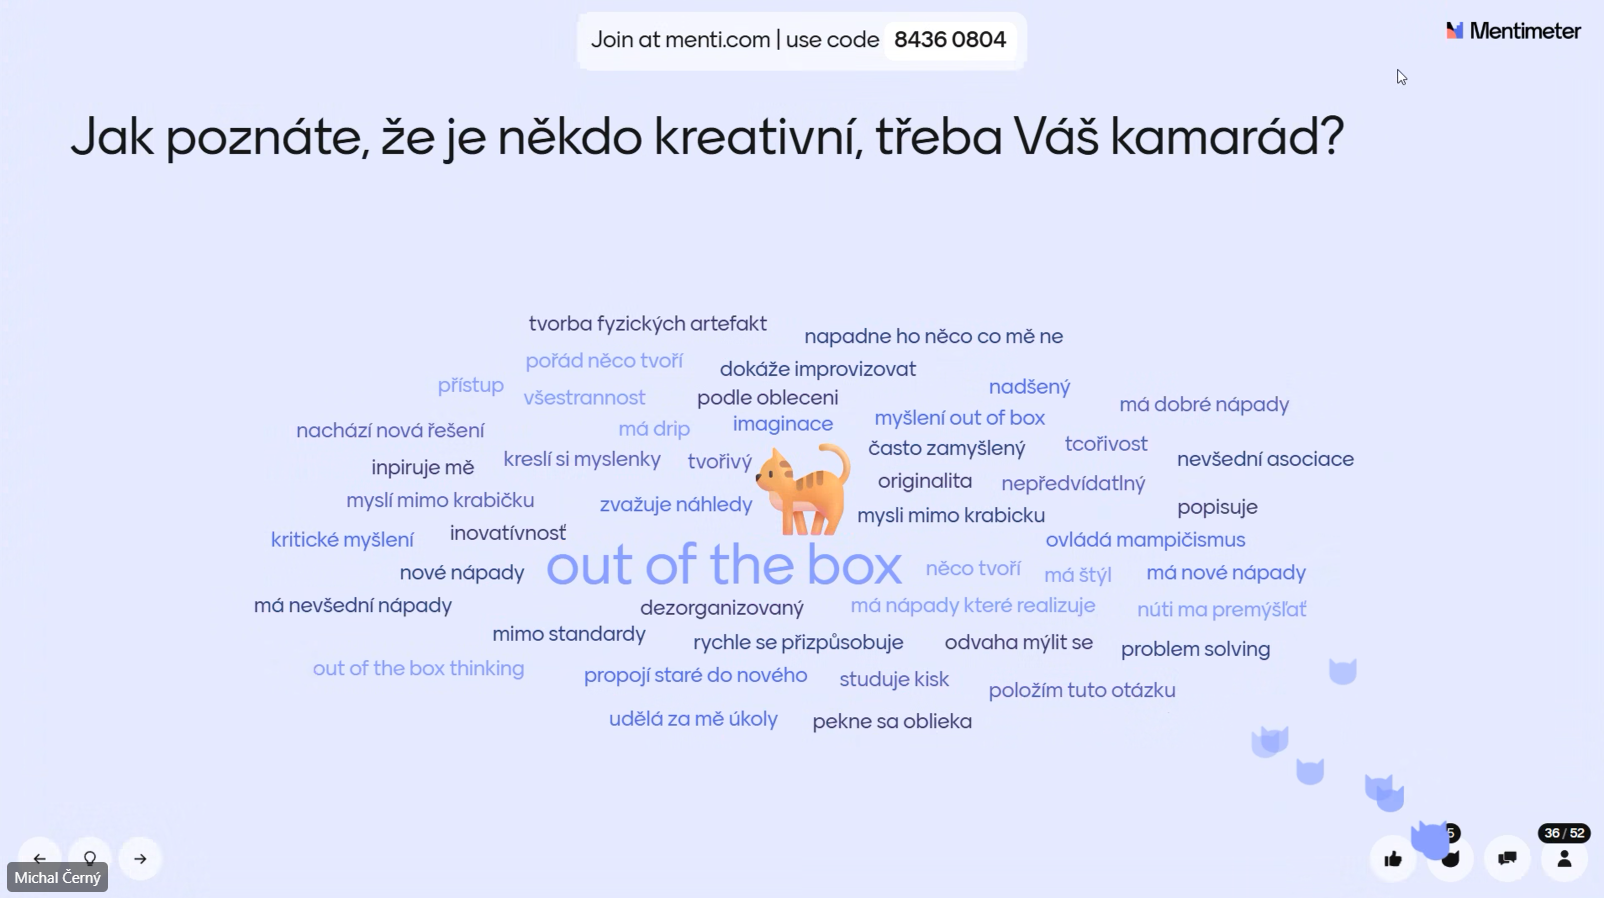 Join at menti.com | use code 8436 0804
Mentimeter
Jak poznáte, že je někdo kreativní, třeba Váš kamarád?
tvorba fyzických artefakt
napadne ho něco co mě ne
pořád něco tvoří
dokáže improvizovat
přístup
nadšený
všestrannost
podle obleceni
má dobré nápady
má drip
imaginace
myšlení out of box
nachází nová řešení
často zamyšlený
tcořivost
inpiruje mě
kreslí si myslenky
tvořivý
nevšední asociace
originalita
nepředvídatlný
myslí mimo krabičku
zvažuje náhledy
mysli mimo krabicku
popisuje
kritické myšlení
inovatívnosť
ovládá mampičismus
out of the box
nové nápady
něco tvoří
má štýl
má nové nápady
má nevšední nápady
dezorganizovaný
má nápady které realizuje
núti ma premýšľať
mimo standardy
rychle se přizpůsobuje
odvaha mýlit se
problem solving
out of the box thinking
propojí staré do nového
studuje kisk
položím tuto otázku
udělá za mě úkoly
pekne sa oblieka
36 / 52
Michal Černý